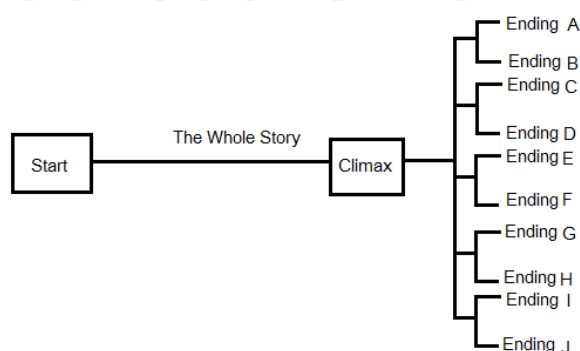 Ending A
Ending B
Ending C
Ending D
The Whole Story
Start
Climax
Ending E
Ending F
Ending G
Ending H
Ending I
Ending J